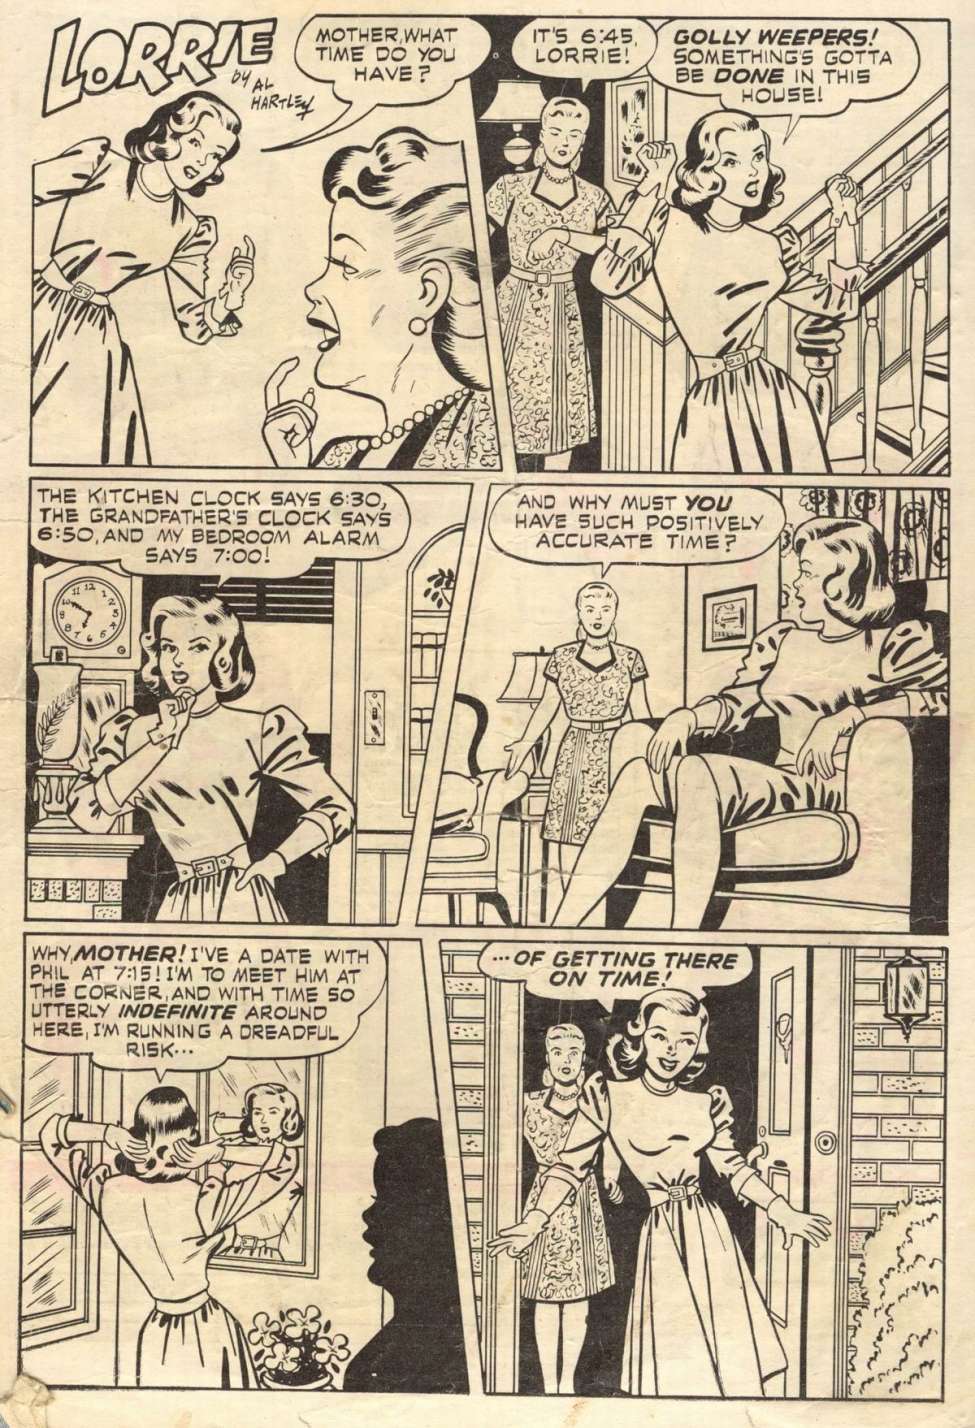 LORRIE
BY AL
HARTLEY
MOTHER, WHAT
TIME DO YOU
HAVE?
IT'S 6:45,
LORRIE!
GOLLY WEEPERS!
SOMETHING'S GOTTA
BE DONE IN THIS
HOUSE!
THE KITCHEN CLOCK SAYS 6:30,
THE GRANDFATHER'S CLOCK SAYS
6:50, AND MY BEDROOM ALARM
SAYS 7:00!
AND WHY MUST YOU
HAVE SUCH POSITIVELY
ACCURATE TIME?
WHY, MOTHER! I'VE A DATE WITH
PHIL AT 7:15! I'M TO MEET HIM AT
THE CORNER, AND WITH TIME SO
UTTERLY INDEFINITE AROUND
HERE, I'M RUNNING A DREADFUL
RISK...
...OF GETTING THERE
ON TIME!